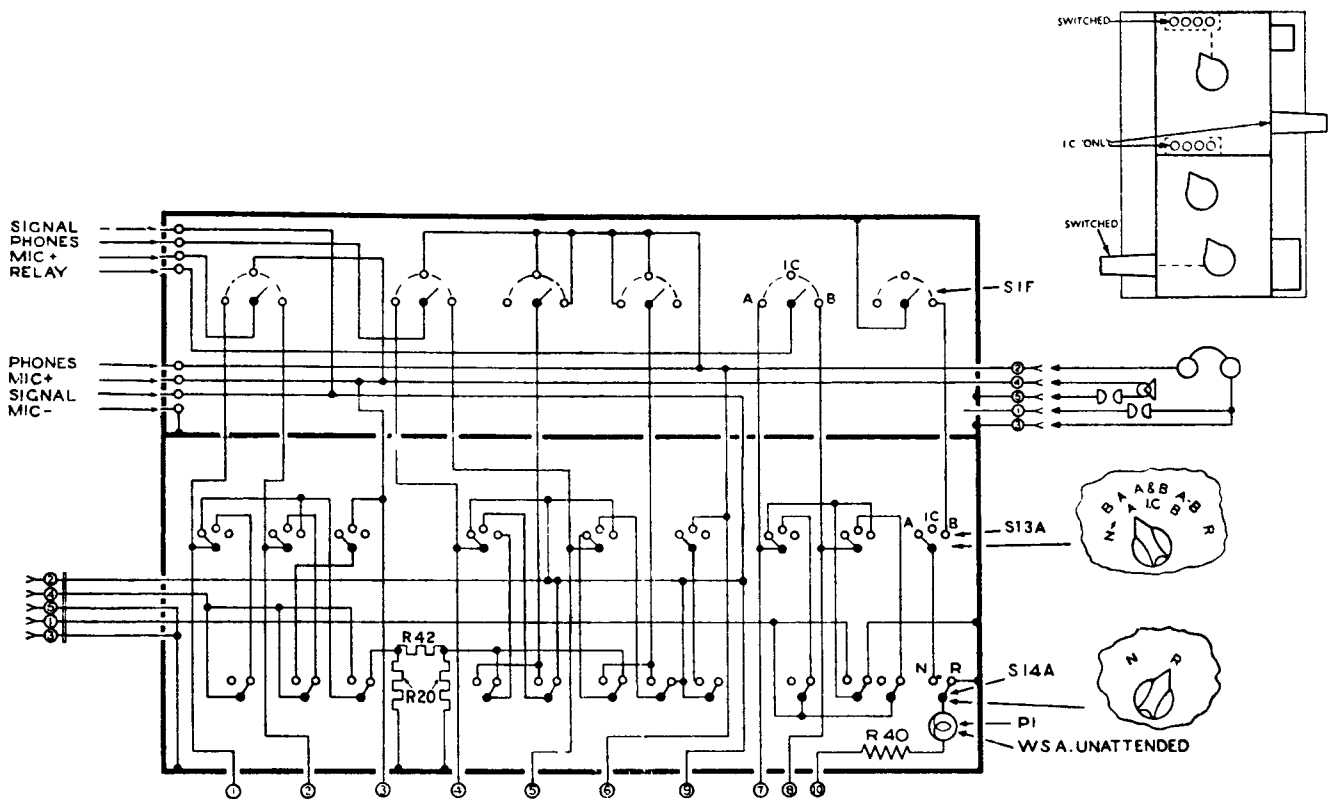 SWITCHED
I.C ONLY
SWITCHED
SIGNAL
PHONES
MIC +
RELAY
PHONES
MIC+
SIGNAL
MIC-
I C
A B
S1F
2
4
5
1
3
A IC B
S13A
B A A&B A-B R
N A I.C B
2
4
5
1
3
R42
R20
N R
S14A
N R
P1
W.S A. UNATTENDED
R 40
1 2 3 4 5 6 9 7 8 10